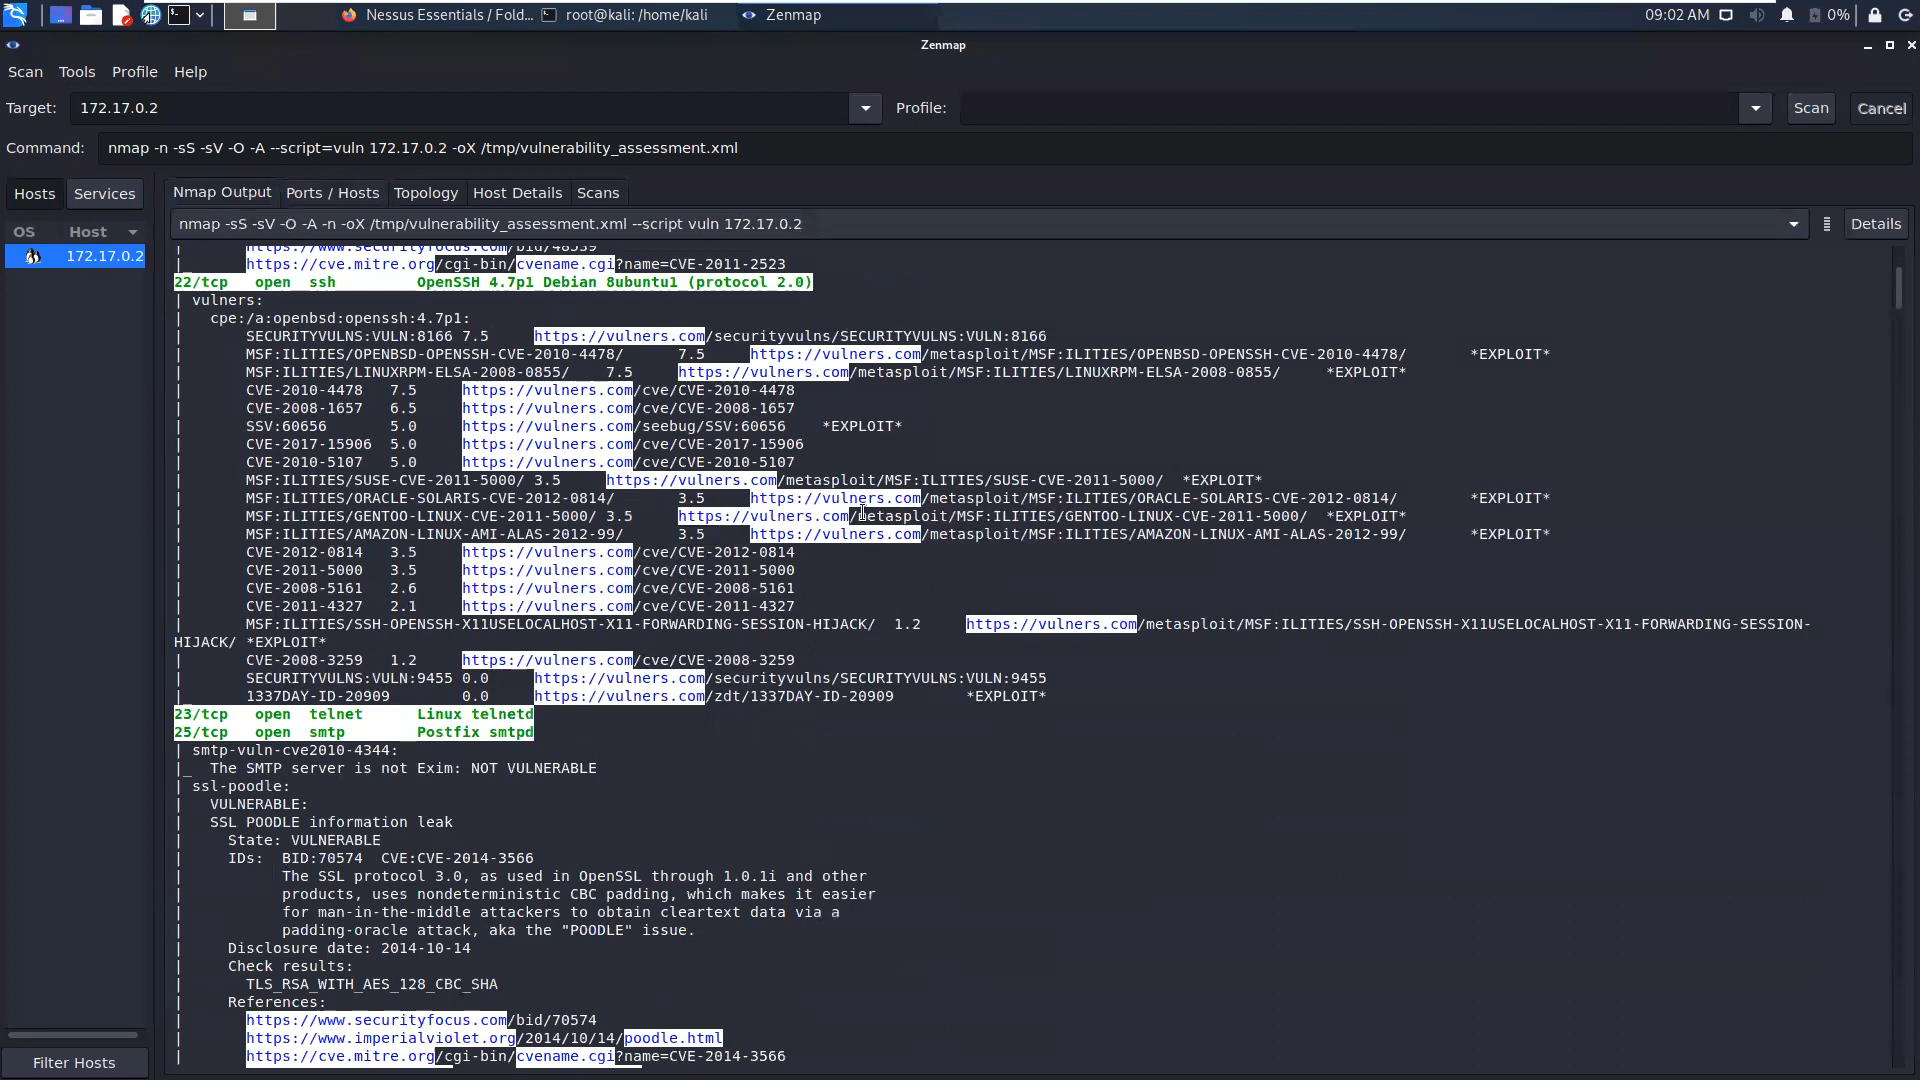 Nessus Essentials / Fold...
root@kali: /home/kali
Zenmap
09:02 AM
0%
Zenmap
Scan Tools Profile Help
Target: 172.17.0.2 Profile: Scan Cancel
Command: nmap -n -sS -sV -O -A --script=vuln 172.17.0.2 -oX /tmp/vulnerability_assessment.xml
Hosts Services
Nmap Output Ports / Hosts Topology Host Details Scans
OS Host
172.17.0.2
nmap -sS -sV -O -A -n -oX /tmp/vulnerability_assessment.xml --script vuln 172.17.0.2 Details
| https://www.securityfocus.com/bid/48539
|_ https://cve.mitre.org/cgi-bin/cvename.cgi?name=CVE-2011-2523
22/tcp open ssh OpenSSH 4.7p1 Debian 8ubuntu1 (protocol 2.0)
| vulners:
| cpe:/a:openbsd:openssh:4.7p1:
| SECURITYVULNS:VULN:8166 7.5 https://vulners.com/securityvulns/SECURITYVULNS:VULN:8166
| MSF:ILITIES/OPENBSD-OPENSSH-CVE-2010-4478/ 7.5 https://vulners.com/metasploit/MSF:ILITIES/OPENBSD-OPENSSH-CVE-2010-4478/ *EXPLOIT*
| MSF:ILITIES/LINUXRPM-ELSA-2008-0855/ 7.5 https://vulners.com/metasploit/MSF:ILITIES/LINUXRPM-ELSA-2008-0855/ *EXPLOIT*
| CVE-2010-4478 7.5 https://vulners.com/cve/CVE-2010-4478
| CVE-2008-1657 6.5 https://vulners.com/cve/CVE-2008-1657
| SSV:60656 5.0 https://vulners.com/seebug/SSV:60656 *EXPLOIT*
| CVE-2017-15906 5.0 https://vulners.com/cve/CVE-2017-15906
| CVE-2010-5107 5.0 https://vulners.com/cve/CVE-2010-5107
| MSF:ILITIES/SUSE-CVE-2011-5000/ 3.5 https://vulners.com/metasploit/MSF:ILITIES/SUSE-CVE-2011-5000/ *EXPLOIT*
| MSF:ILITIES/ORACLE-SOLARIS-CVE-2012-0814/ 3.5 https://vulners.com/metasploit/MSF:ILITIES/ORACLE-SOLARIS-CVE-2012-0814/ *EXPLOIT*
| MSF:ILITIES/GENTOO-LINUX-CVE-2011-5000/ 3.5 https://vulners.com/metasploit/MSF:ILITIES/GENTOO-LINUX-CVE-2011-5000/ *EXPLOIT*
| MSF:ILITIES/AMAZON-LINUX-AMI-ALAS-2012-99/ 3.5 https://vulners.com/metasploit/MSF:ILITIES/AMAZON-LINUX-AMI-ALAS-2012-99/ *EXPLOIT*
| CVE-2012-0814 3.5 https://vulners.com/cve/CVE-2012-0814
| CVE-2011-5000 3.5 https://vulners.com/cve/CVE-2011-5000
| CVE-2008-5161 2.6 https://vulners.com/cve/CVE-2008-5161
| CVE-2011-4327 2.1 https://vulners.com/cve/CVE-2011-4327
| MSF:ILITIES/SSH-OPENSSH-X11USELOCALHOST-X11-FORWARDING-SESSION-HIJACK/ 1.2 https://vulners.com/metasploit/MSF:ILITIES/SSH-OPENSSH-X11USELOCALHOST-X11-FORWARDING-SESSION-
HIJACK/ *EXPLOIT*
| CVE-2008-3259 1.2 https://vulners.com/cve/CVE-2008-3259
| SECURITYVULNS:VULN:9455 0.0 https://vulners.com/securityvulns/SECURITYVULNS:VULN:9455
|_ 1337DAY-ID-20909 0.0 https://vulners.com/zdt/1337DAY-ID-20909 *EXPLOIT*
23/tcp open telnet Linux telnetd
25/tcp open smtp Postfix smtpd
| smtp-vuln-cve2010-4344:
|_ The SMTP server is not Exim: NOT VULNERABLE
| ssl-poodle:
| VULNERABLE:
| SSL POODLE information leak
| State: VULNERABLE
| IDs: BID:70574 CVE:CVE-2014-3566
| The SSL protocol 3.0, as used in OpenSSL through 1.0.1i and other
| products, uses nondeterministic CBC padding, which makes it easier
| for man-in-the-middle attackers to obtain cleartext data via a
| padding-oracle attack, aka the "POODLE" issue.
| Disclosure date: 2014-10-14
| Check results:
| TLS_RSA_WITH_AES_128_CBC_SHA
| References:
| https://www.securityfocus.com/bid/70574
| https://www.imperialviolet.org/2014/10/14/poodle.html
| https://cve.mitre.org/cgi-bin/cvename.cgi?name=CVE-2014-3566
Filter Hosts